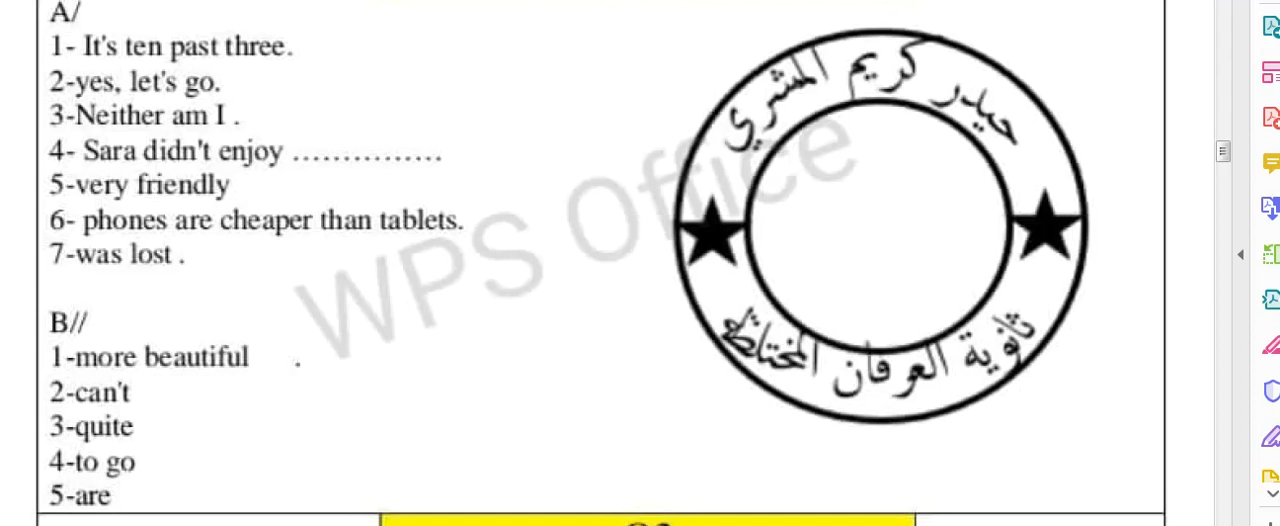 A/
1- It's ten past three.
2-yes, let's go.
3-Neither am I .
4- Sara didn't enjoy ……………
5-very friendly
6- phones are cheaper than tablets.
7-was lost .
B//
1-more beautiful .
2-can't
3-quite
4-to go
5-are
حيدر كريم المشري
ثانوية العرفان المختلطة
WPS Office